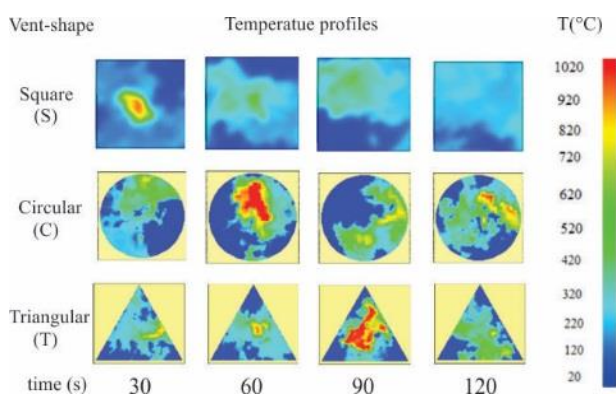 Vent-shape Temperatue profiles T(°C)
1020
Square
(S)
920
820
720
Circular
(C)
620
520
420
Triangular
(T)
320
220
120
20
time (s) 30 60 90 120